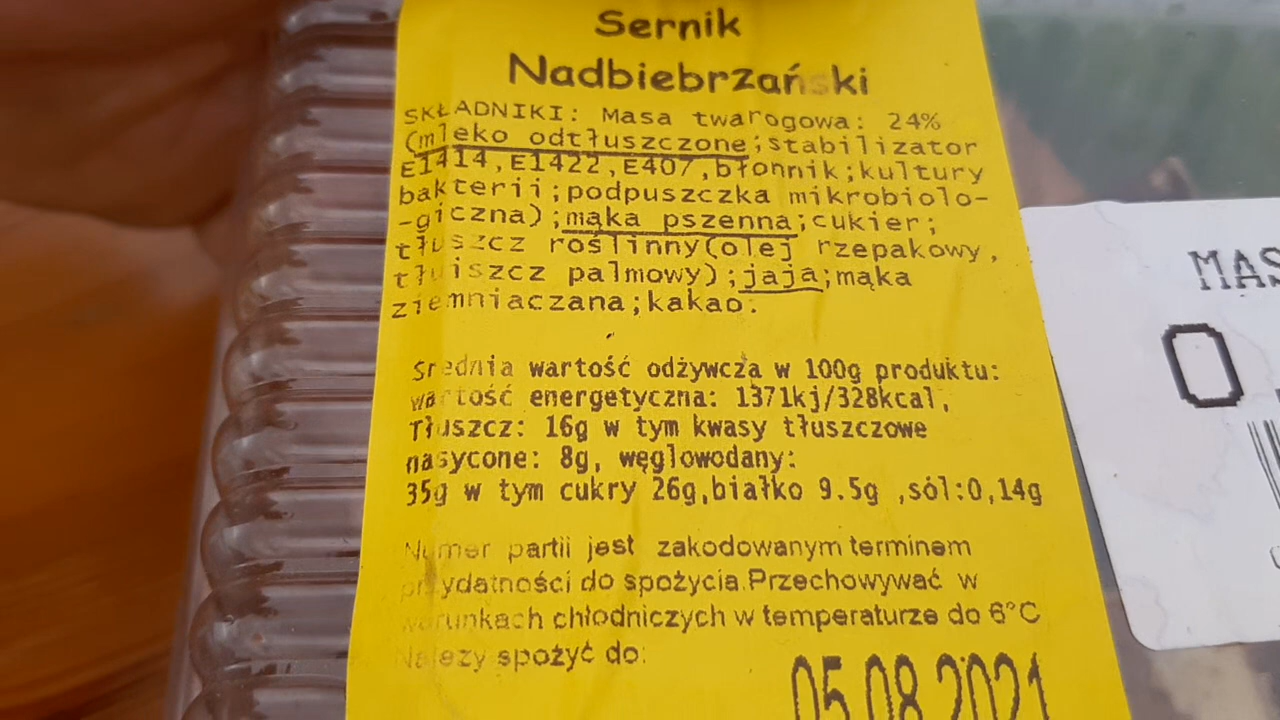 Sernik
Nadbiebrzański
SKŁADNIKI: Masa twarogowa: 24%
(mleko odtłuszczone;stabilizator
E1414,E1422,E407,błonnik;kultury
bakterii;podpuszczka mikrobiolo-
-giczna);mąka pszenna;cukier;
tłuszcz roślinny(olej rzepakowy,
tłuiszcz palmowy);jaja;mąka
ziemniaczana;kakao.
Średnia wartość odżywcza w 100g produktu:
wartość energetyczna: 1371kj/328kcal,
Tłuszcz: 16g w tym kwasy tłuszczowe
nasycone: 8g, węglowodany:
35g w tym cukry 26g,białko 9.5g ,sól:0,14g
Numer partii jest zakodowanym terminem
przydatności do spożycia.Przechowywać w
warunkach chłodniczych w temperaturze do 6°C
Należy spożyć do:
05.08.2021
MAS
0